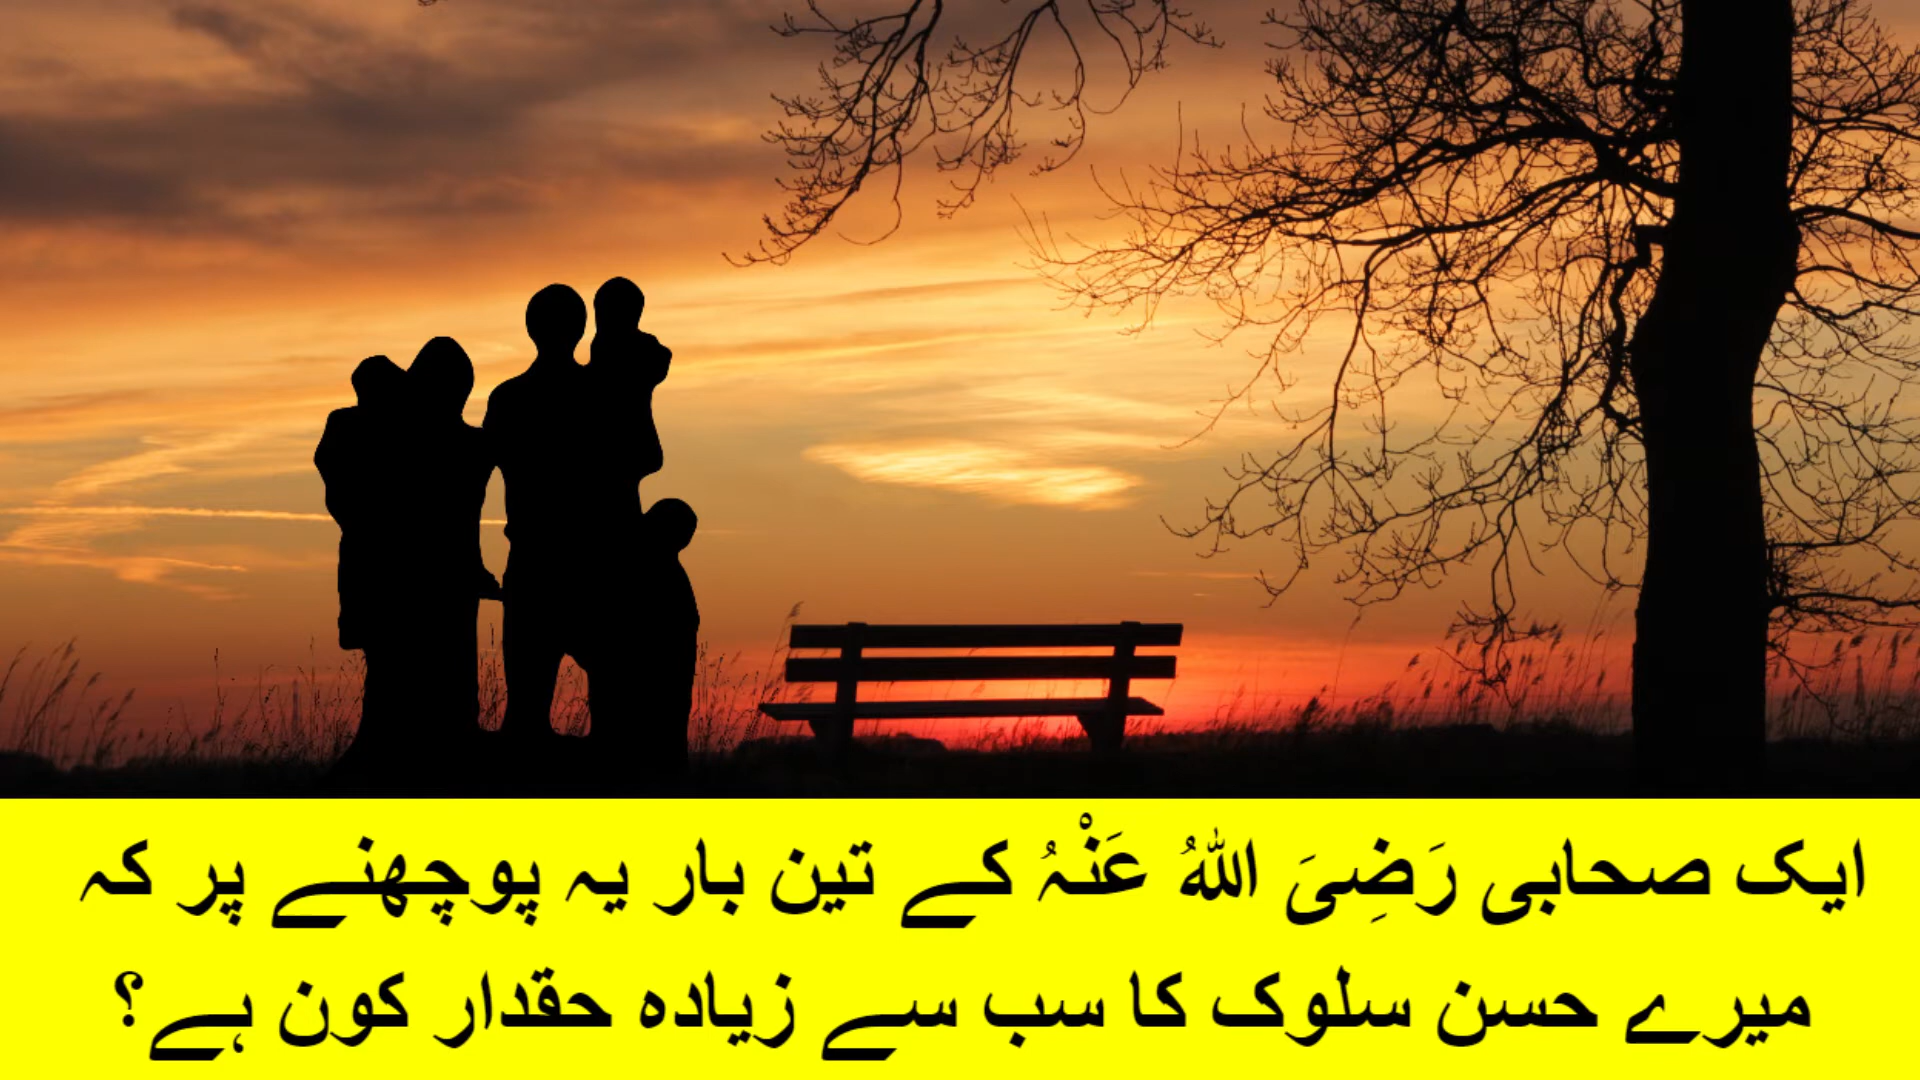 ایک صحابی رَضِیَ اللہُ عَنْہُ کے تین بار یہ پوچھنے پر کہ
میرے حسن سلوک کا سب سے زیادہ حقدار کون ہے؟